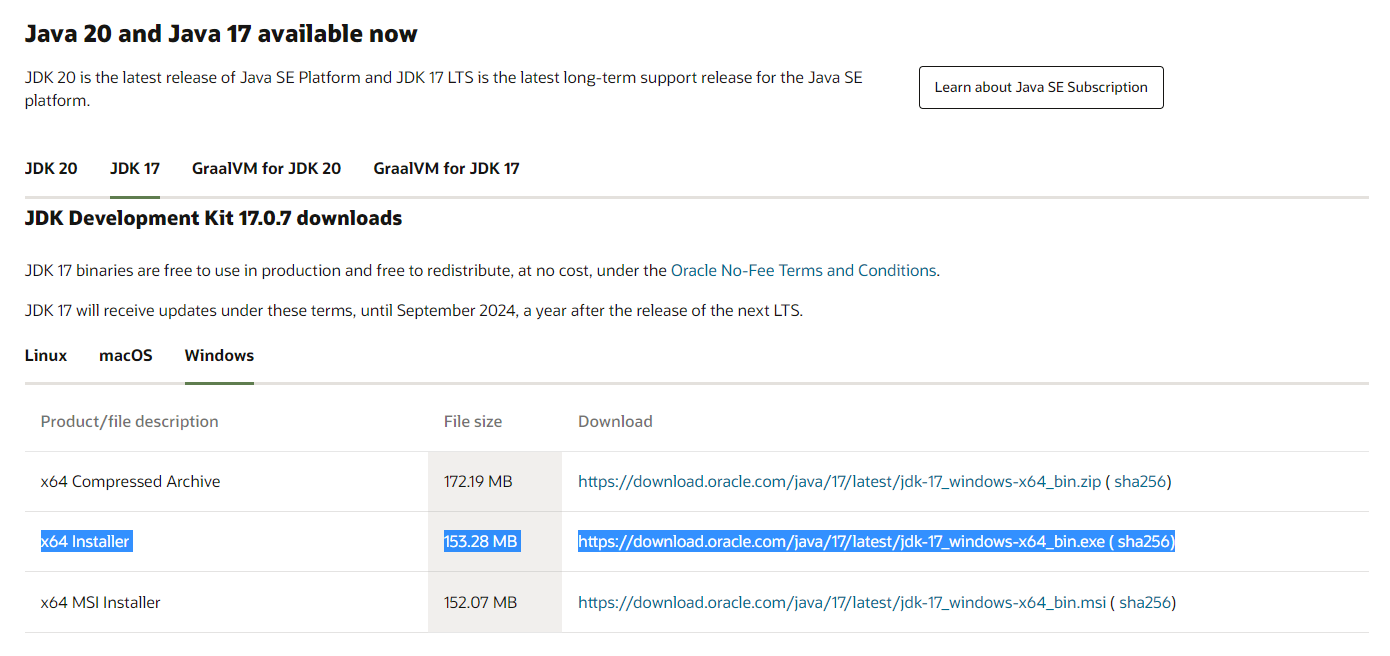 Java 20 and Java 17 available now
JDK 20 is the latest release of Java SE Platform and JDK 17 LTS is the latest long-term support release for the Java SE
platform.
Learn about Java SE Subscription
JDK 20 JDK 17 GraalVM for JDK 20 GraalVM for JDK 17
JDK Development Kit 17.0.7 downloads
JDK 17 binaries are free to use in production and free to redistribute, at no cost, under the Oracle No-Fee Terms and Conditions.
JDK 17 will receive updates under these terms, until September 2024, a year after the release of the next LTS.
Linux macOS Windows
Product/file description File size Download
x64 Compressed Archive 172.19 MB https://download.oracle.com/java/17/latest/jdk-17_windows-x64_bin.zip ( sha256)
x64 Installer 153.28 MB https://download.oracle.com/java/17/latest/jdk-17_windows-x64_bin.exe ( sha256)
x64 MSI Installer 152.07 MB https://download.oracle.com/java/17/latest/jdk-17_windows-x64_bin.msi ( sha256)